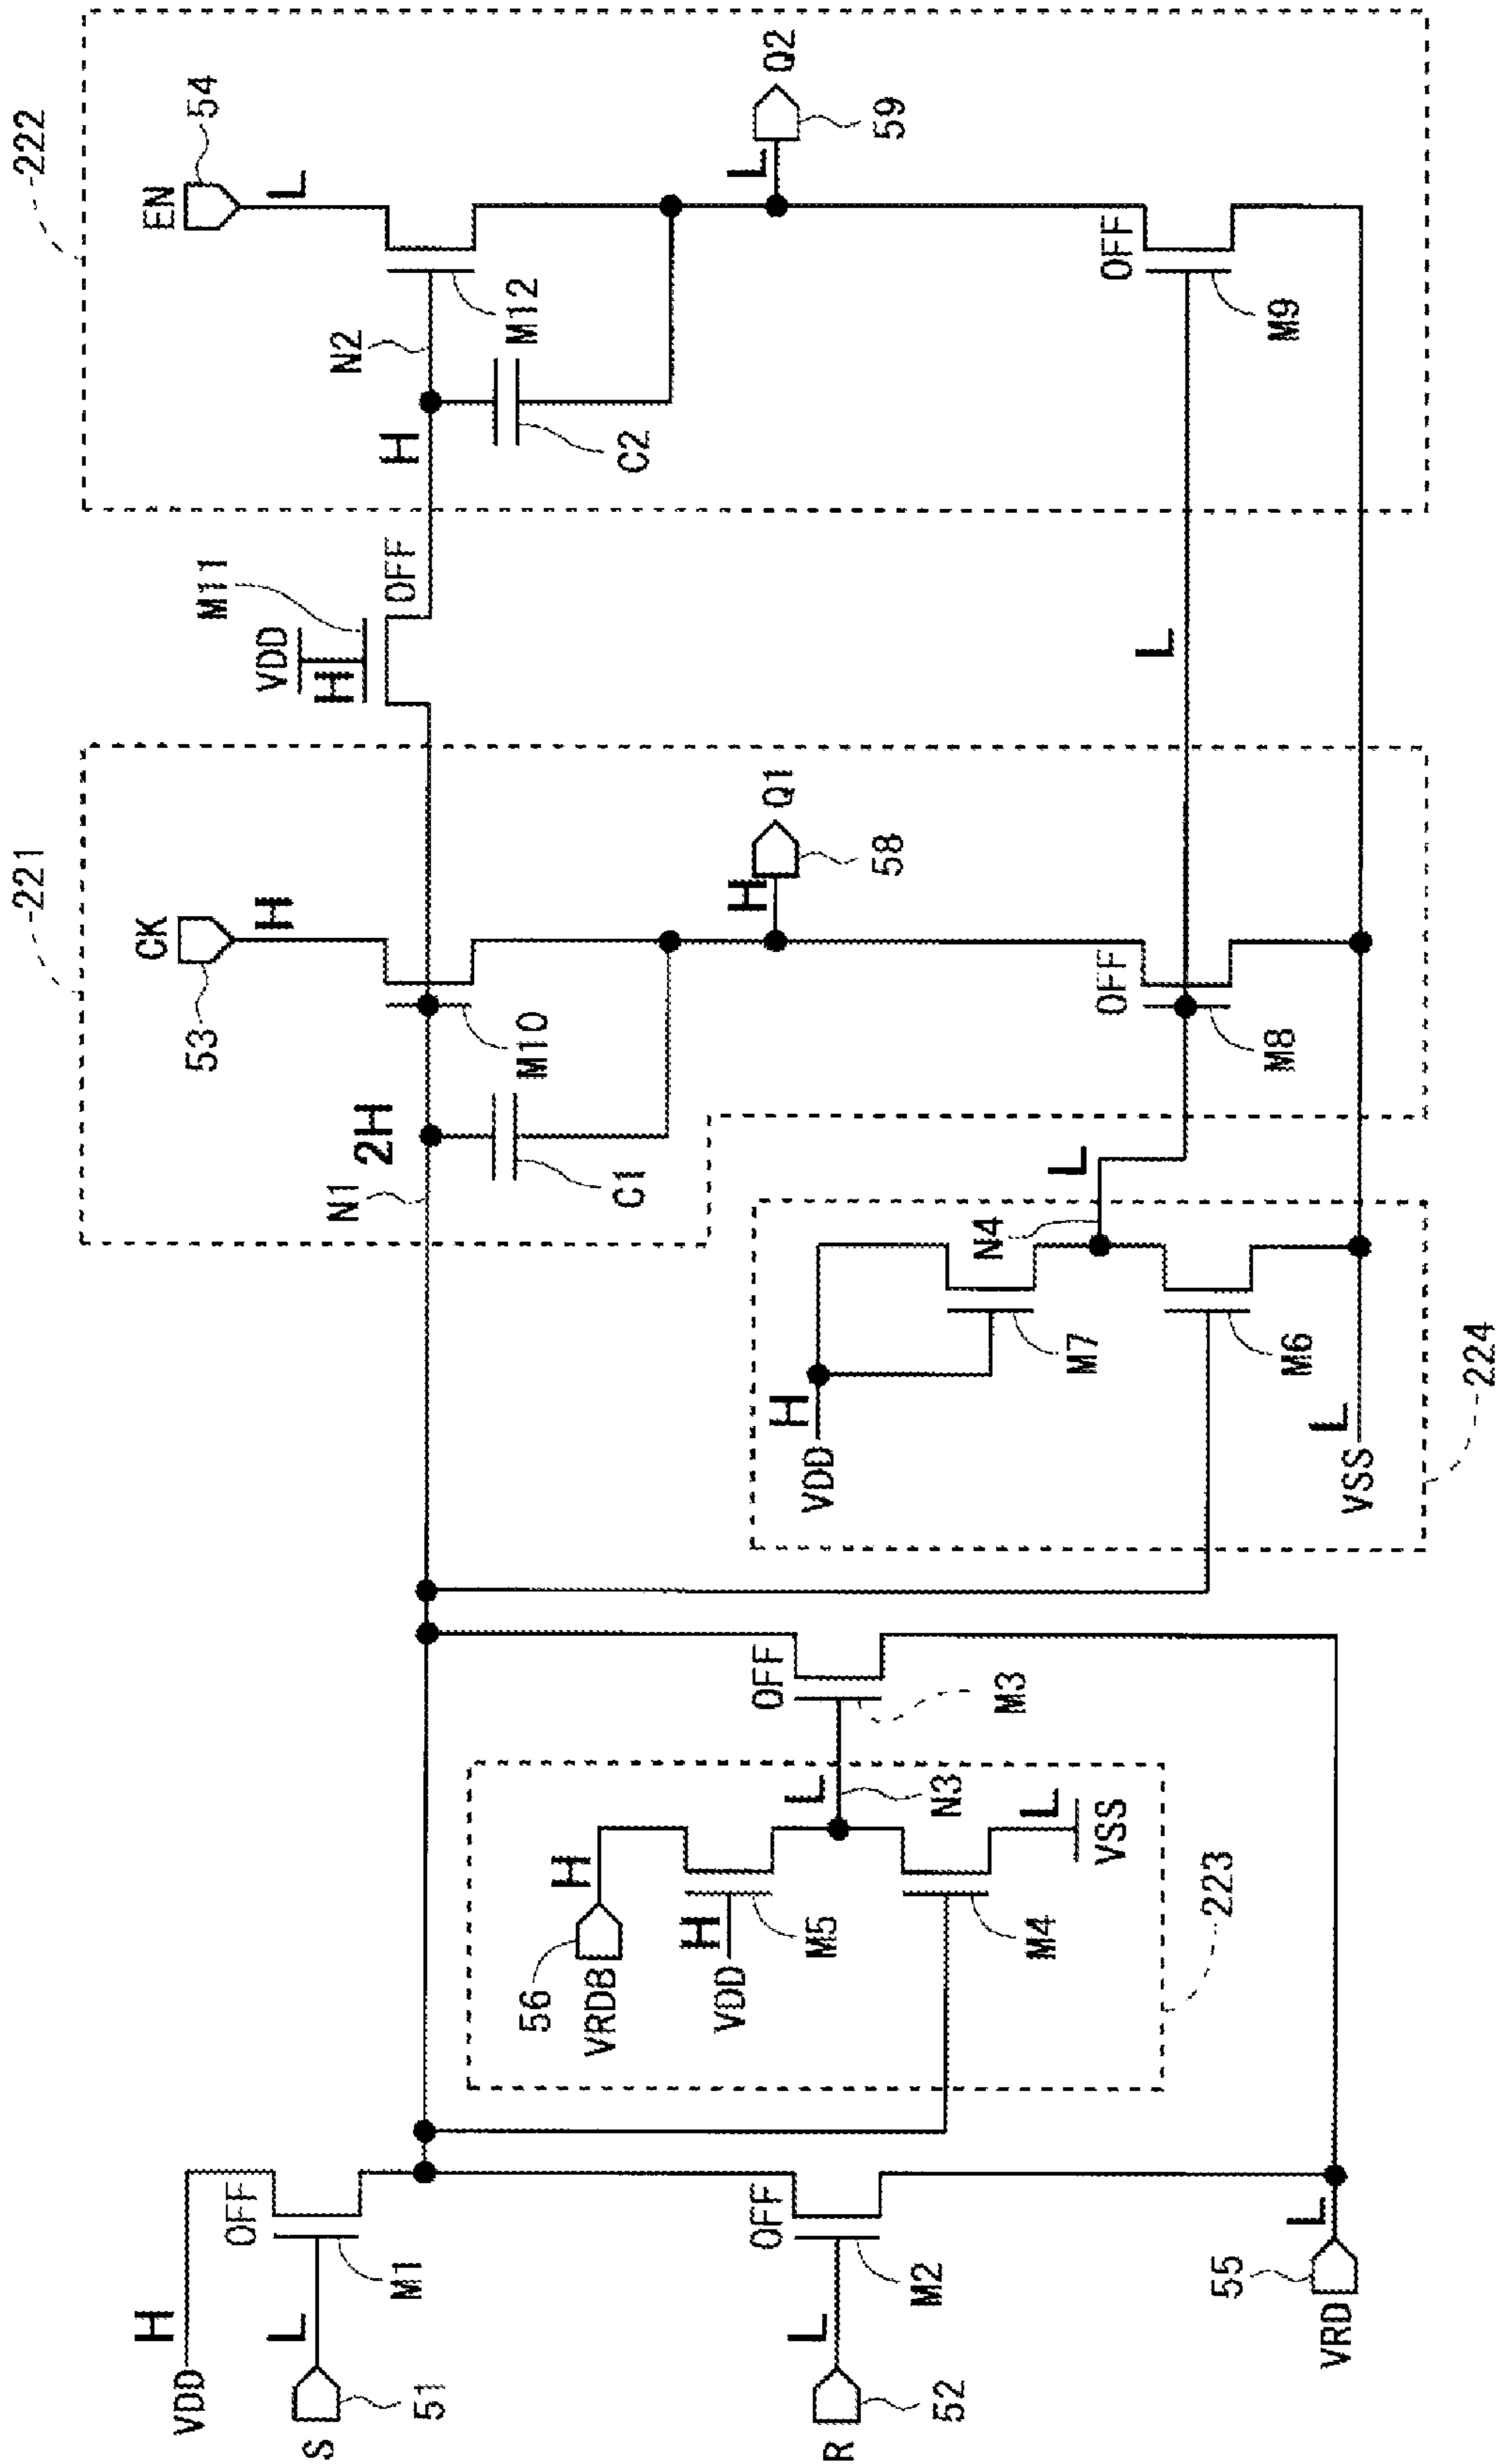 221
222
CK
53
H
EN
54
L
VDD
H
M11
OFF
VDD
H
OFF
M1
S
51
L
N1
2H
M10
C1
H
N2
M12
C2
56
VRDB
H
H
VDD
M5
N3
L
M4
L
VSS
223
OFF
M3
R
52
L
OFF
M2
H
Q1
58
L
Q2
59
H
VDD
M7
N4
L
M6
L
VSS
224
OFF
M8
L
OFF
M9
VRD
55
L